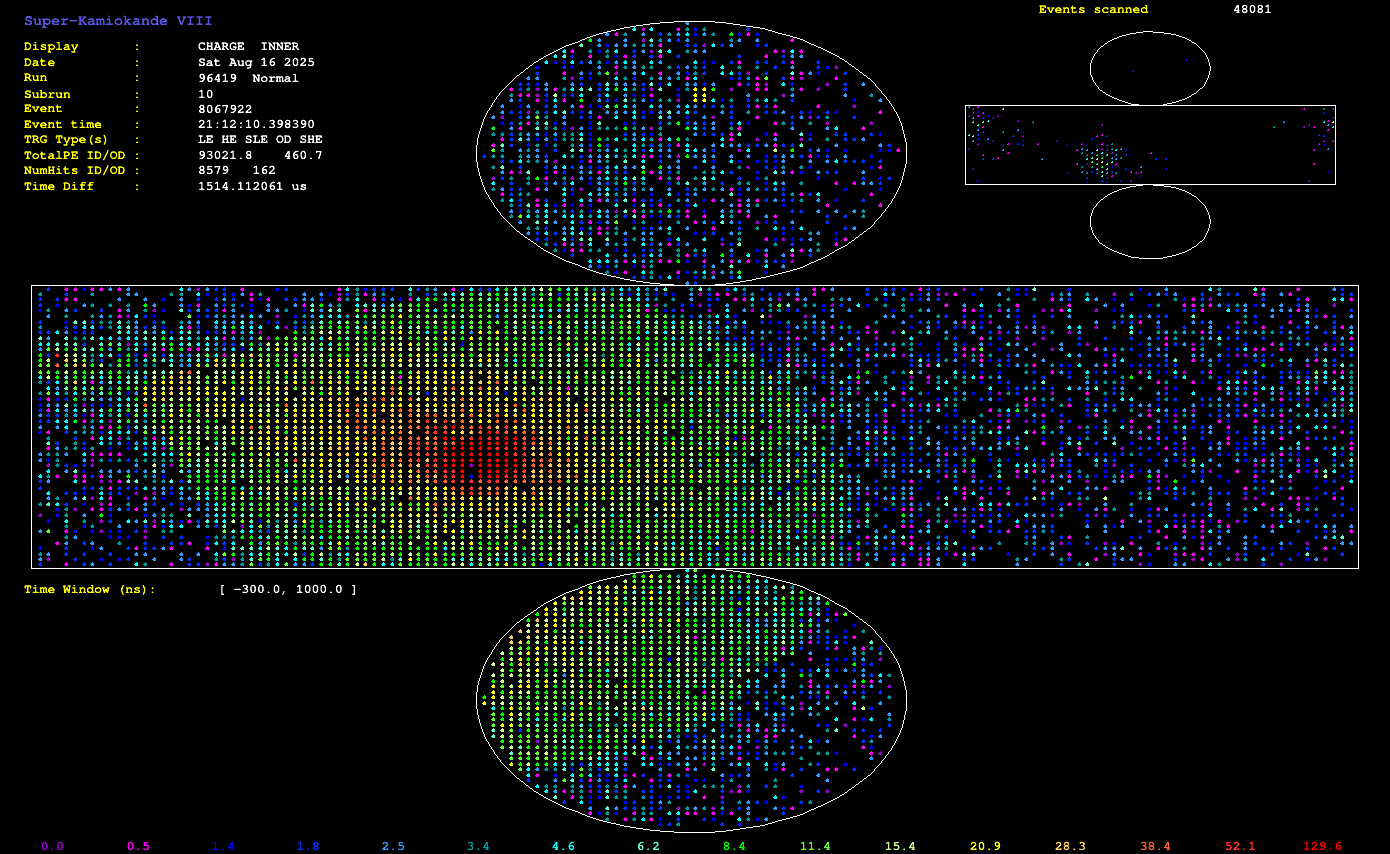 Super-Kamiokande VIII
Events scanned 48081
Display : CHARGE INNER
Date : Sat Aug 16 2025
Run : 96419 Normal
Subrun : 10
Event : 8067922
Event time : 21:12:10.398390
TRG Type(s) : LE HE SLE OD SHE
TotalPE ID/OD : 93021.8 460.7
NumHits ID/OD : 8579 162
Time Diff : 1514.112061 us
Time Window (ns): [ -300.0, 1000.0 ]
0.0 0.5 1.4 1.8 2.5 3.4 4.6 6.2 8.4 11.4 15.4 20.9 28.3 38.4 52.1 129.6